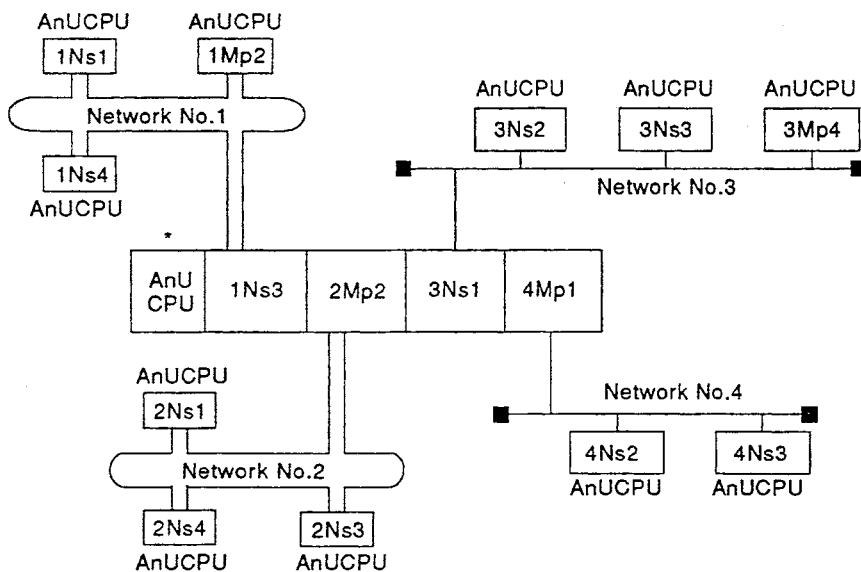 AnUCPU AnUCPU
1Ns1 1Mp2
Network No.1
1Ns4
AnUCPU
AnUCPU AnUCPU AnUCPU
3Ns2 3Ns3 3Mp4
Network No.3
*
AnU
CPU
1Ns3 2Mp2 3Ns1 4Mp1
AnUCPU
2Ns1
Network No.2
2Ns4 2Ns3
AnUCPU AnUCPU
Network No.4
4Ns2 4Ns3
AnUCPU AnUCPU